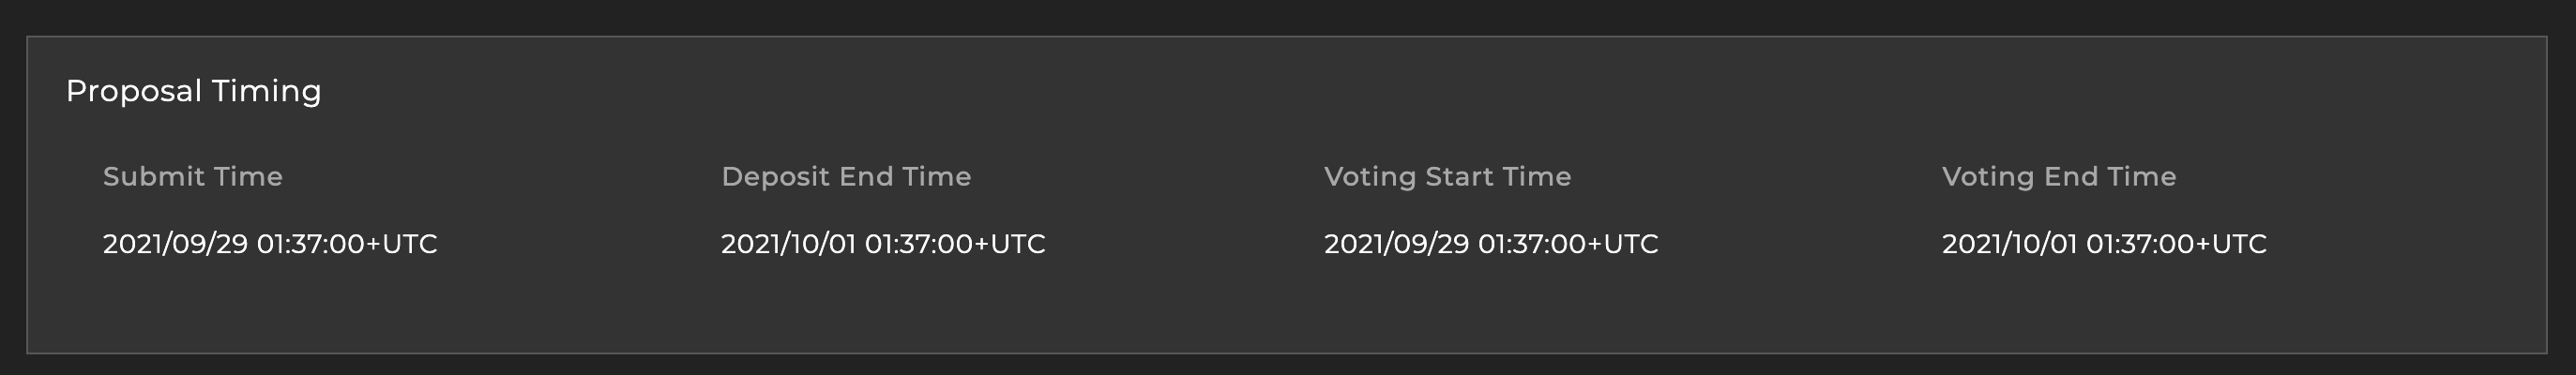 Proposal Timing
Submit Time Deposit End Time Voting Start Time Voting End Time
2021/09/29 01:37:00+UTC 2021/10/01 01:37:00+UTC 2021/09/29 01:37:00+UTC 2021/10/01 01:37:00+UTC